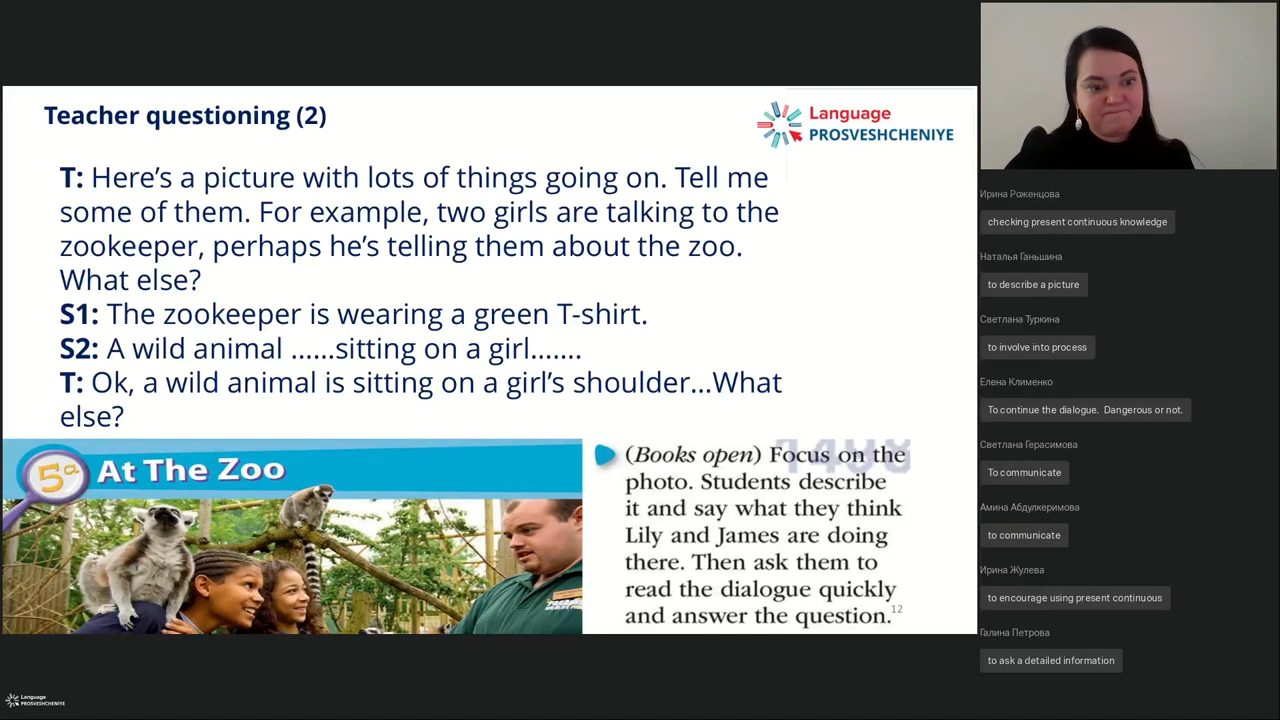 Teacher questioning (2)
Language
PROSVESHCHENIYE
T: Here's a picture with lots of things going on. Tell me
some of them. For example, two girls are talking to the
zookeeper, perhaps he's telling them about the zoo.
What else?
S1: The zookeeper is wearing a green T-shirt.
S2: A wild animal ......sitting on a girl.......
T: Ok, a wild animal is sitting on a girl's shoulder...What
else?
5a At The Zoo
(Books open) Focus on the
photo. Students describe
it and say what they think
Lily and James are doing
there. Then ask them to
read the dialogue quickly
and answer the question.
12
Ирина Роженцова
checking present continuous knowledge
Наталья Ганьшина
to describe a picture
Светлана Туркина
to involve into process
Елена Клименко
To continue the dialogue. Dangerous or not.
Светлана Герасимова
To communicate
Амина Абдулкеримова
to communicate
Ирина Жулева
to encourage using present continuous
Галина Петрова
to ask a detailed information
Language
PROSVESHCHENIYE